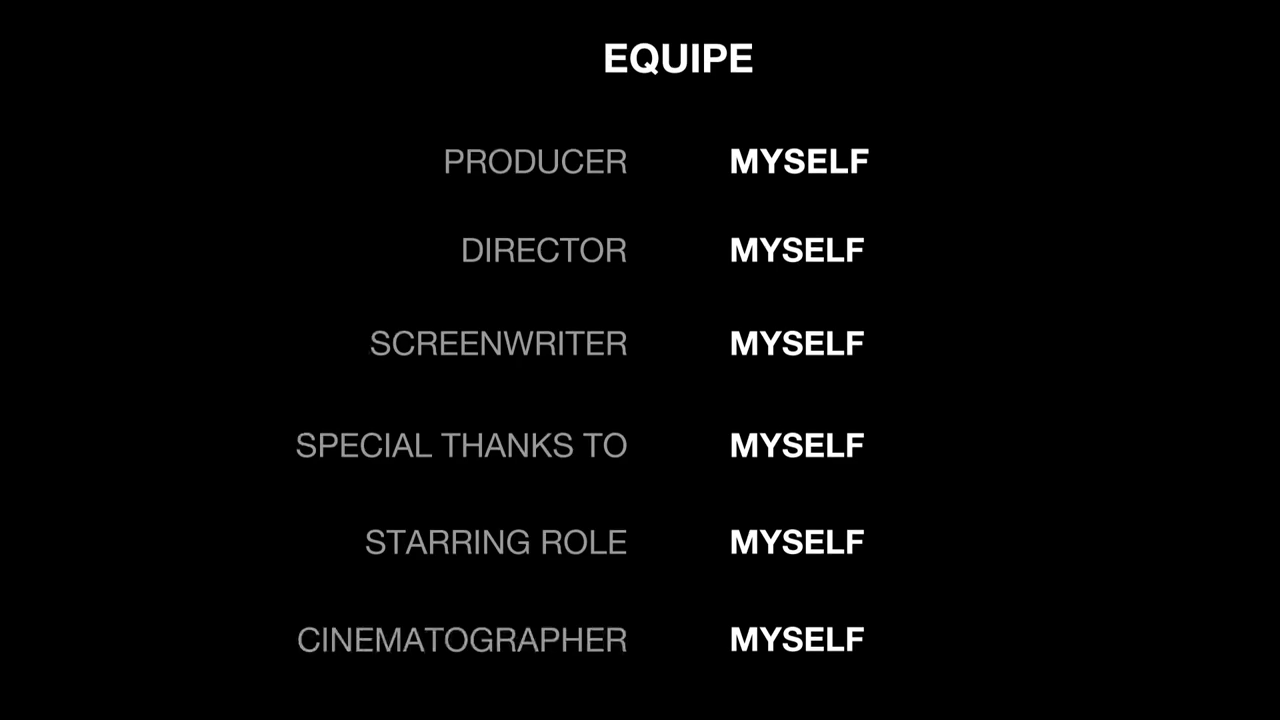 EQUIPE
PRODUCER MYSELF
DIRECTOR MYSELF
SCREENWRITER MYSELF
SPECIAL THANKS TO MYSELF
STARRING ROLE MYSELF
CINEMATOGRAPHER MYSELF